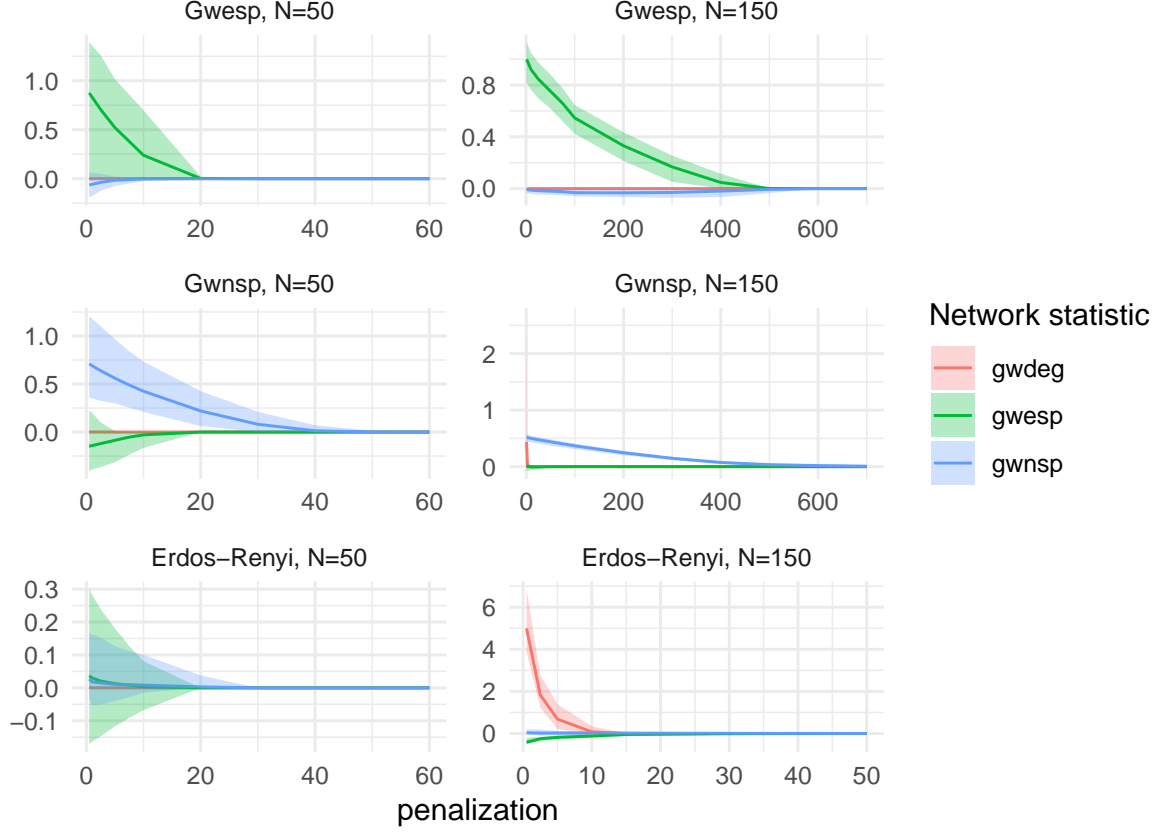 Gwesp, N=50
Gwesp, N=150
1.0
0.5
0.0
0 20 40 60
0.8
0.4
0.0
0 200 400 600
Gwnsp, N=50
Gwnsp, N=150
1.0
0.5
0.0
0 20 40 60
2
1
0
0 200 400 600
Erdos−Renyi, N=50
Erdos−Renyi, N=150
0.3
0.2
0.1
0.0
−0.1
0 20 40 60
6
4
2
0
0 10 20 30 40 50
penalization
Network statistic
gwdeg
gwesp
gwnsp